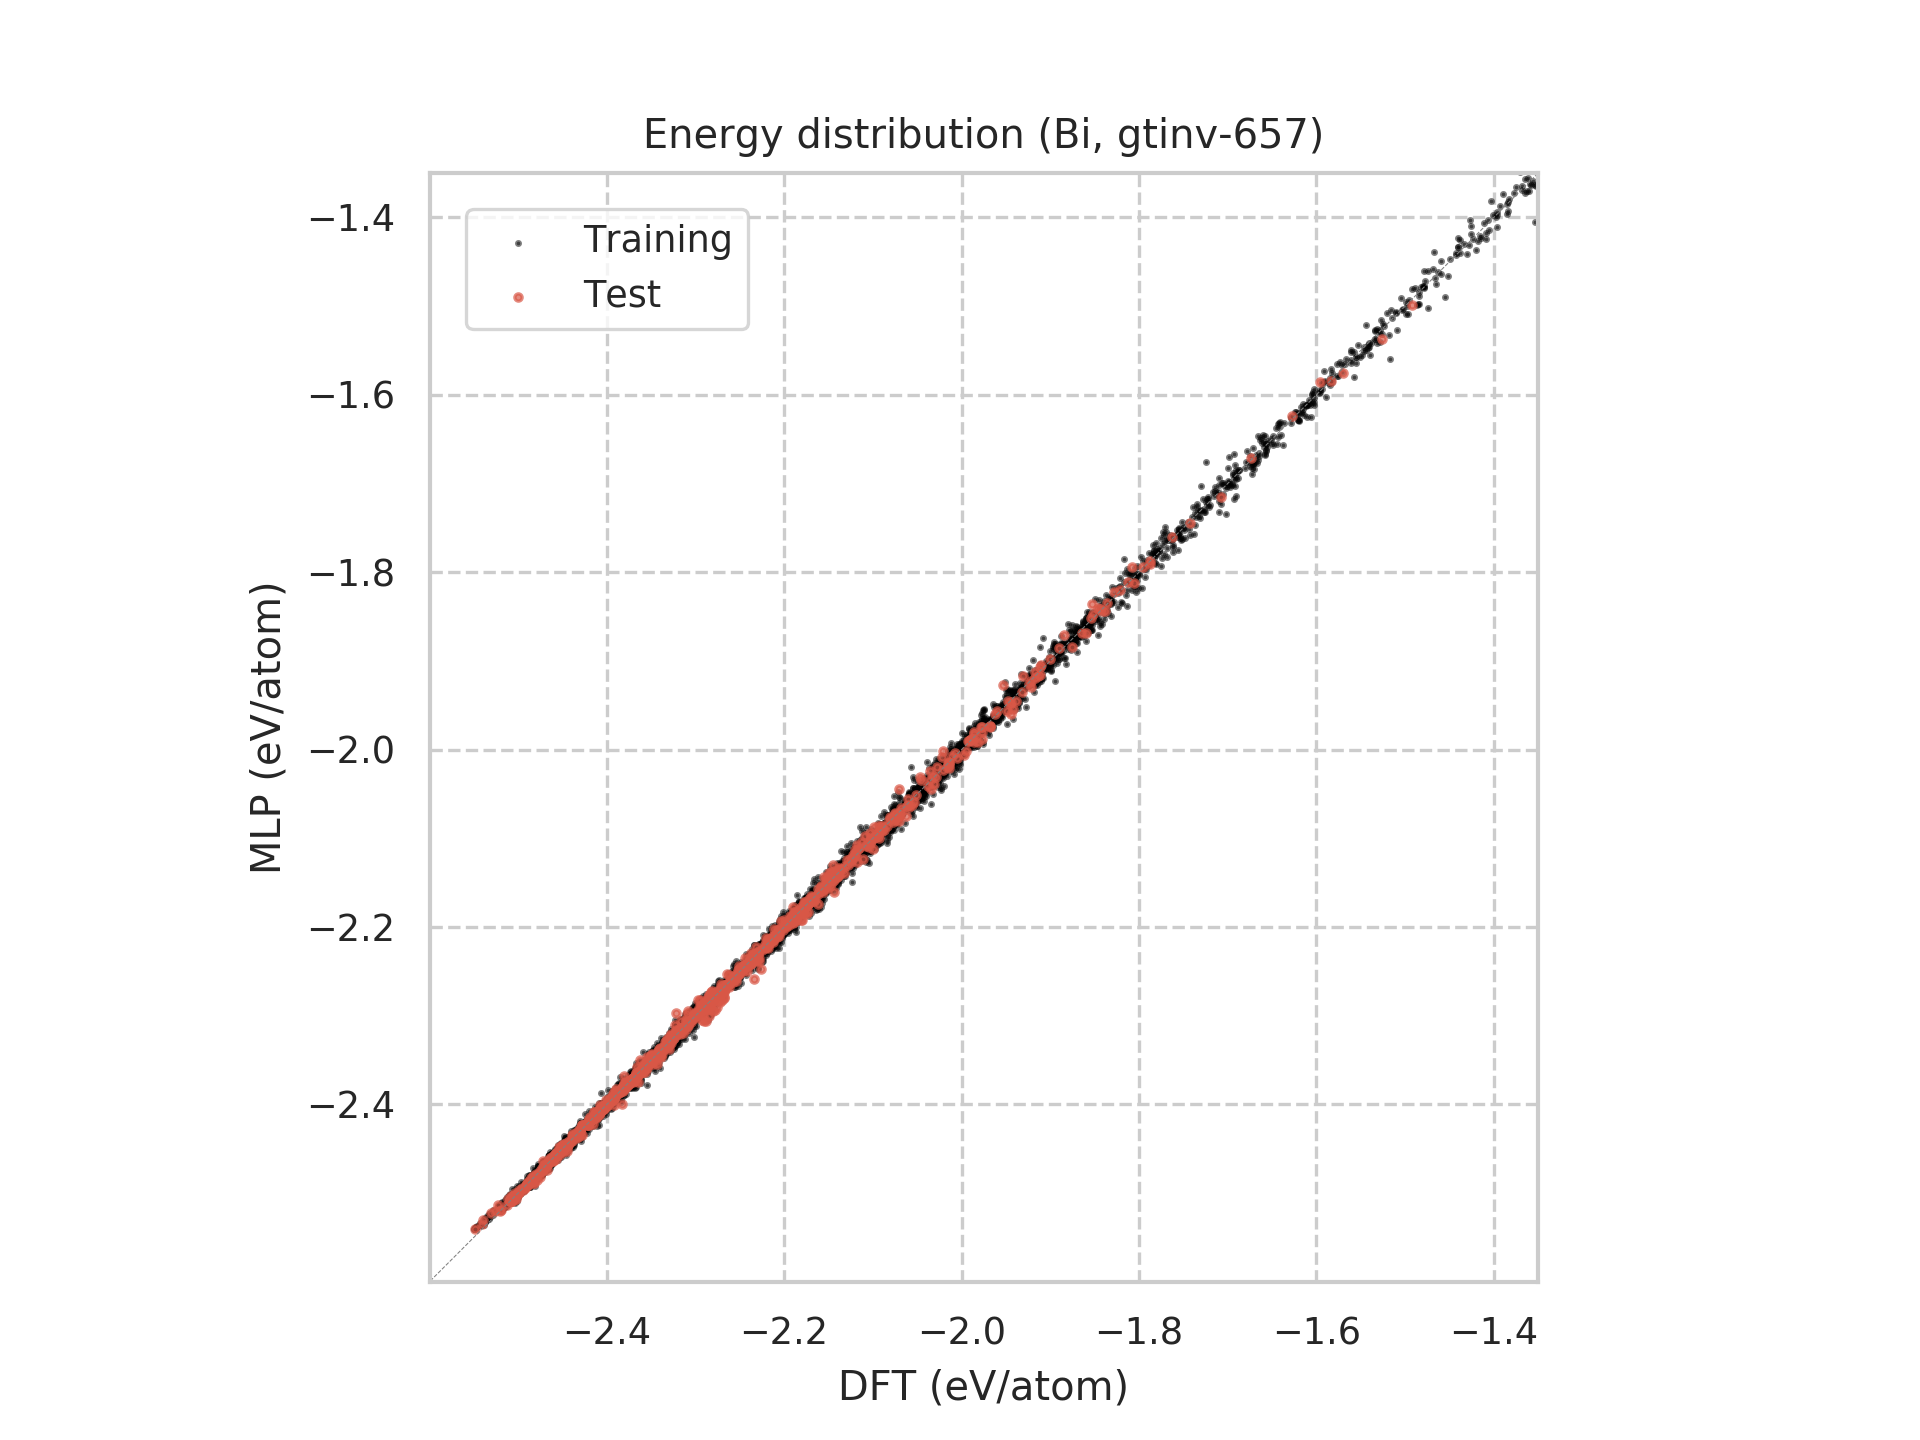 Energy distribution (Bi, gtinv-657)
Training
Test
−1.4
−1.6
−1.8
−2.0
−2.2
−2.4
MLP (eV/atom)
−2.4 −2.2 −2.0 −1.8 −1.6 −1.4
DFT (eV/atom)